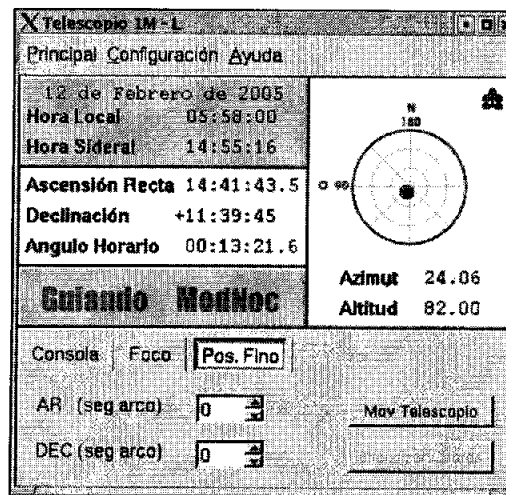 Telescopio 1M - L
Principal Configuración Ayuda
12 de Febrero de 2005
Hora Local 05:58:00
Hora Sideral 14:55:16
Ascensión Recta 14:41:43.5
Declinación +11:39:45
Angulo Horario 00:13:21.6
Guiando ModNoc
N
180
O 90
Azimut 24.06
Altitud 82.00
Consola Foco Pos. Fino
AR (seg arco) 0
Mov Telescopio
DEC (seg arco) 0